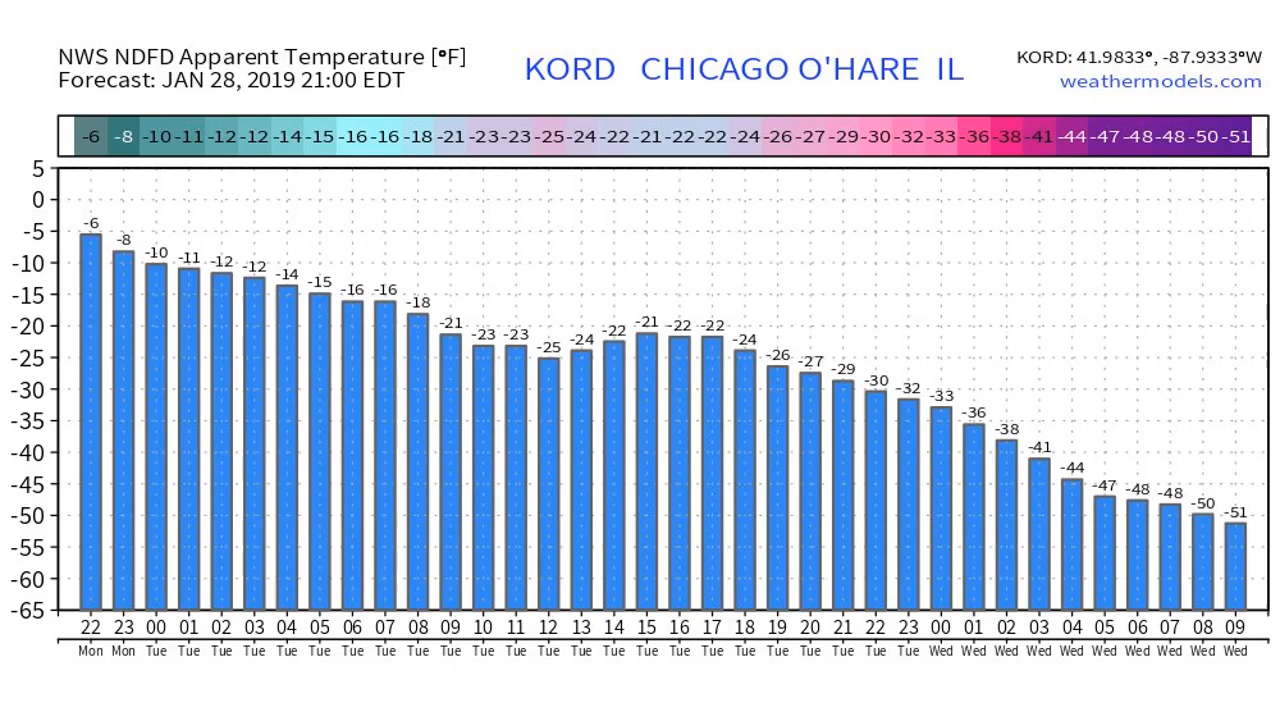 NWS NDFD Apparent Temperature [°F]
Forecast: JAN 28, 2019 21:00 EDT
KORD CHICAGO O'HARE IL
KORD: 41.9833°, -87.9333°W
weathermodels.com
-6 -8 -10 -11 -12 -12 -14 -15 -16 -16 -18 -21 -23 -23 -25 -24 -22 -21 -22 -22 -24 -26 -27 -29 -30 -32 -33 -36 -38 -41 -44 -47 -48 -48 -50 -51
5
0
-5
-10
-15
-20
-25
-30
-35
-40
-45
-50
-55
-60
-65
-6 -8 -10 -11 -12 -12 -14 -15 -16 -16 -18 -21 -23 -23 -25 -24 -22 -21 -22 -22 -24 -26 -27 -29 -30 -32 -33 -36 -38 -41 -44 -47 -48 -48 -50 -51
22 23 00 01 02 03 04 05 06 07 08 09 10 11 12 13 14 15 16 17 18 19 20 21 22 23 00 01 02 03 04 05 06 07 08 09
Mon Mon Tue Tue Tue Tue Tue Tue Tue Tue Tue Tue Tue Tue Tue Tue Tue Tue Tue Tue Tue Tue Tue Tue Tue Tue Wed Wed Wed Wed Wed Wed Wed Wed Wed Wed